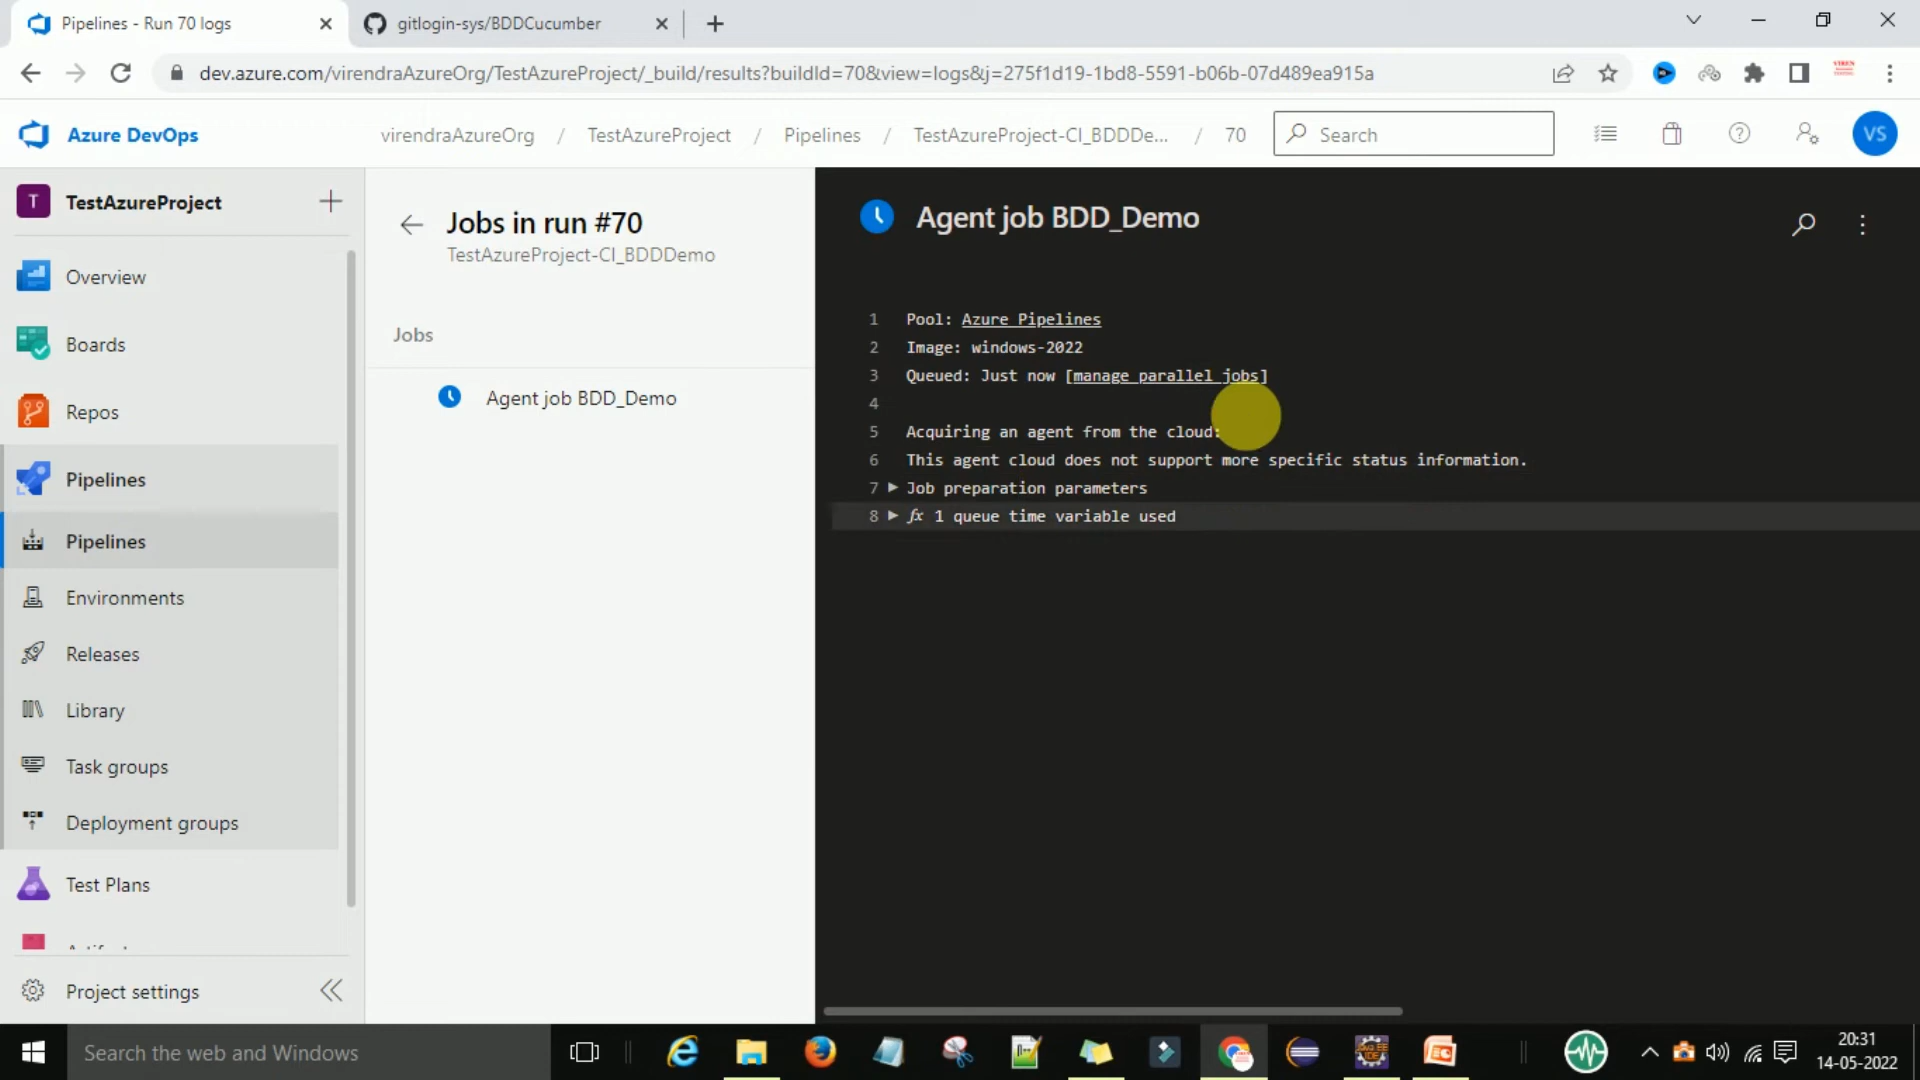 Pipelines - Run 70 logs
gitlogin-sys/BDDCucumber
dev.azure.com/virendraAzureOrg/TestAzureProject/_build/results?buildId=70&view=logs&j=275f1d19-1bd8-5591-b06b-07d489ea915a
Azure DevOps
virendraAzureOrg / TestAzureProject / Pipelines / TestAzureProject-CI_BDDDe... / 70
Search
VS
T TestAzureProject
Overview
Boards
Repos
Pipelines
Pipelines
Environments
Releases
Library
Task groups
Deployment groups
Test Plans
Project settings
Jobs in run #70
TestAzureProject-CI_BDDDemo
Jobs
Agent job BDD_Demo
Agent job BDD_Demo
1 Pool: Azure Pipelines
2 Image: windows-2022
3 Queued: Just now [manage parallel jobs]
4
5 Acquiring an agent from the cloud:
6 This agent cloud does not support more specific status information.
7 Job preparation parameters
8 fx 1 queue time variable used
Search the web and Windows
20:31
14-05-2022